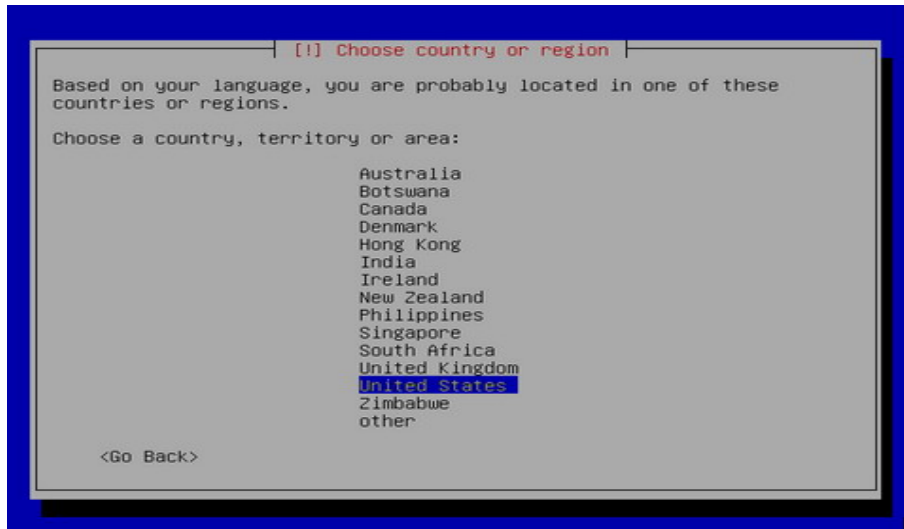 [!] Choose country or region
Based on your language, you are probably located in one of these
countries or regions.
Choose a country, territory or area:
Australia
Botswana
Canada
Denmark
Hong Kong
India
Ireland
New Zealand
Philippines
Singapore
South Africa
United Kingdom
United States
Zimbabwe
other
<Go Back>